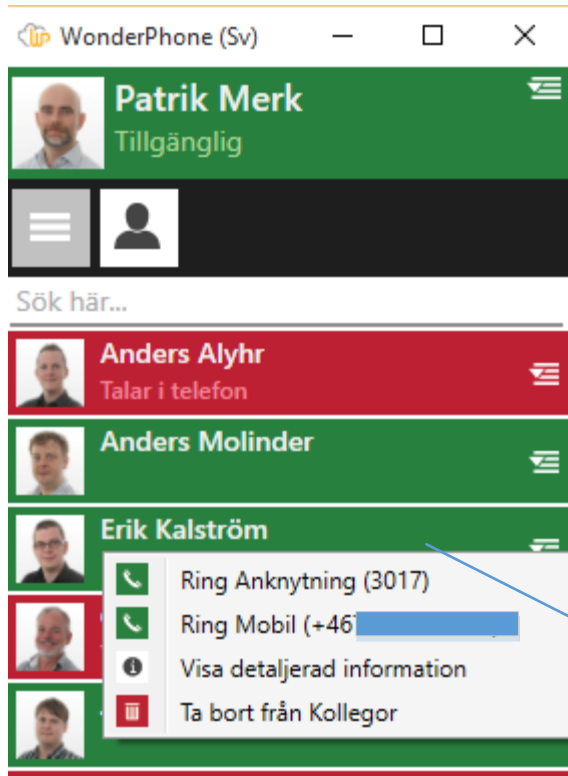 WonderPhone (Sv)
Patrik Merk
Tillgänglig
Sök här...
Anders Alyhr
Talar i telefon
Anders Molinder
Erik Kalström
Ring Anknytning (3017)
Ring Mobil (+46
Visa detaljerad information
Ta bort från Kollegor